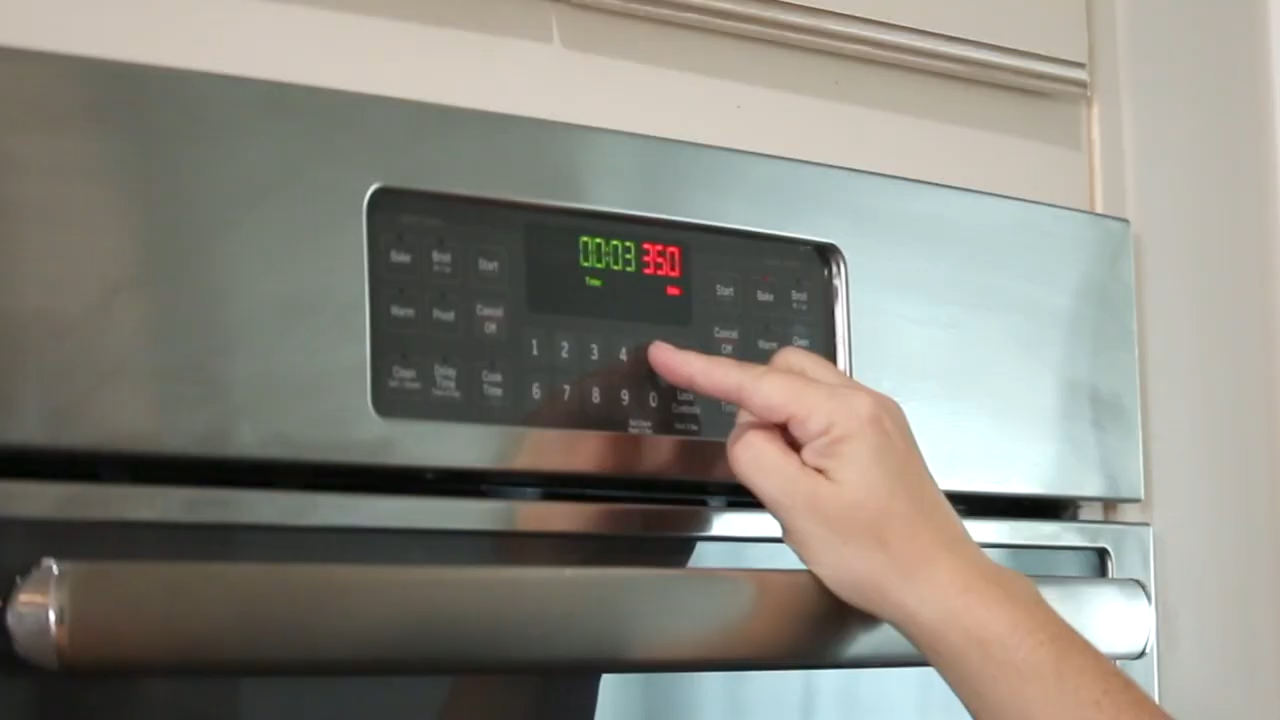 00:03 350
Timer Bake
Bake Broil Start
Warm Proof Cancel
Off
Clean Delay
Time Cook
Time
1 2 3 4
6 7 8 9 0
Lock
Controls
Start Bake Broil
Cancel
Off Warm Oven